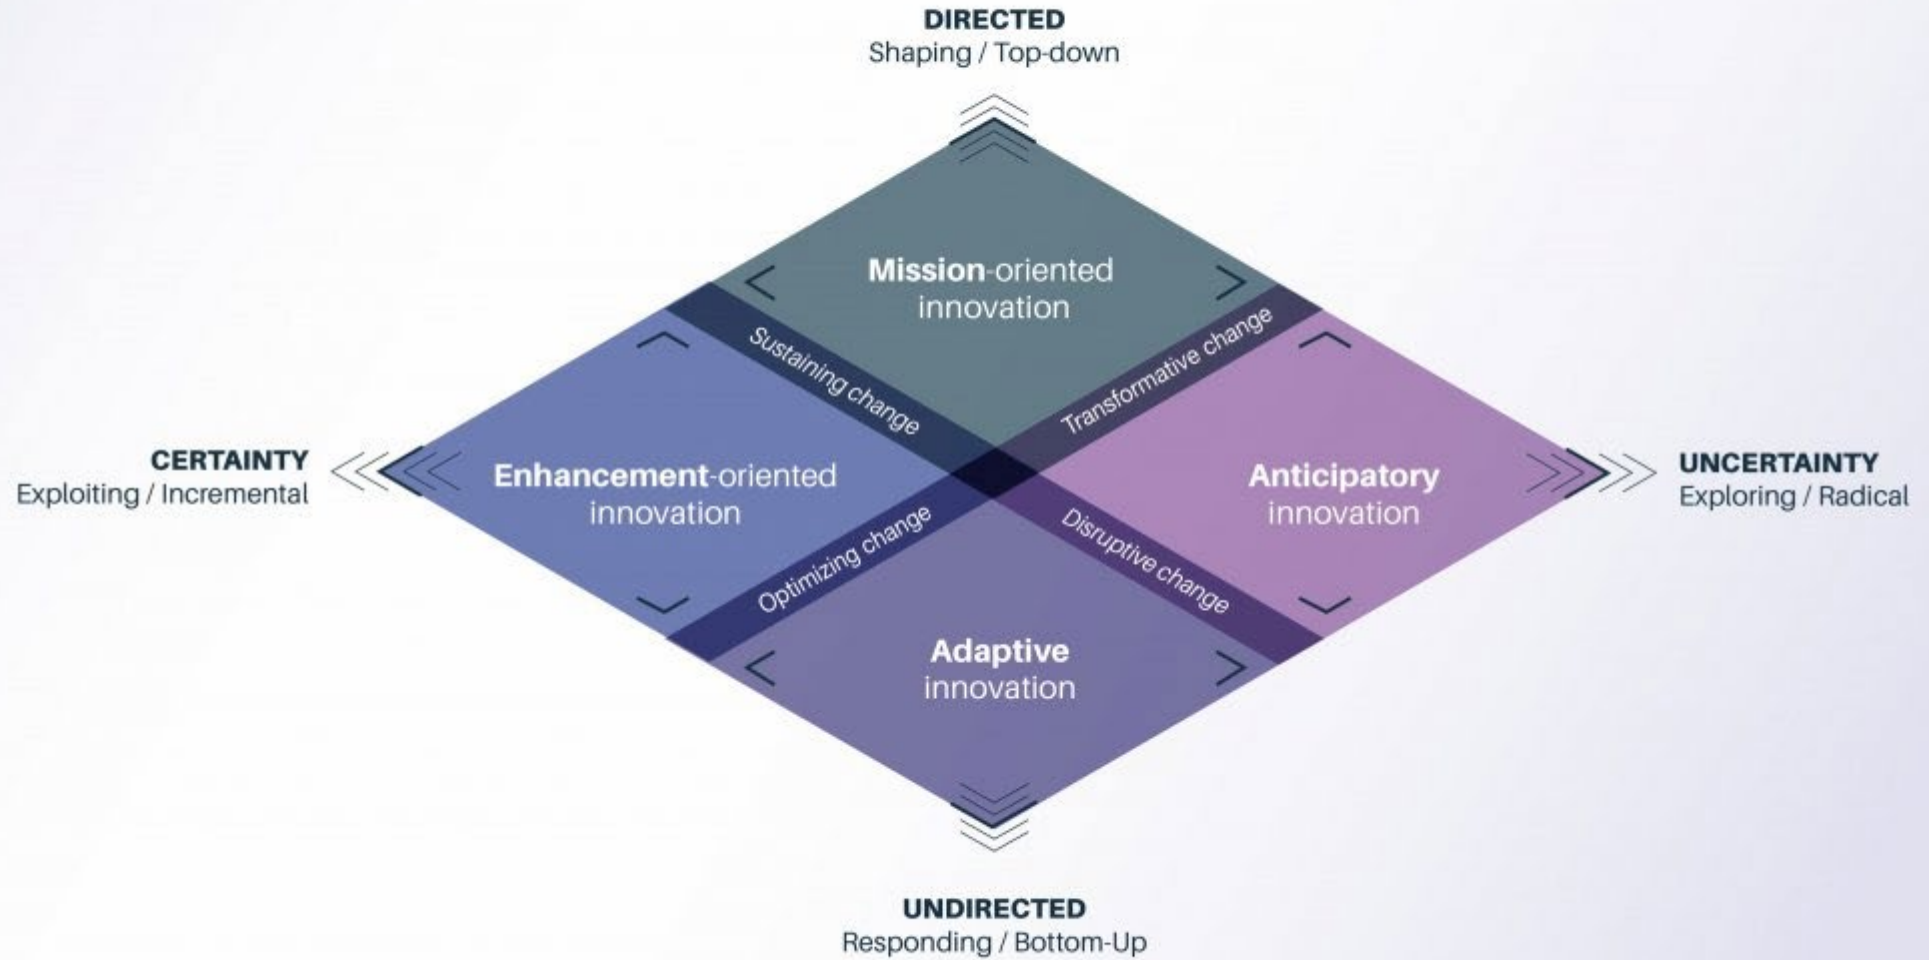 DIRECTED
Shaping / Top-down
Mission-oriented
innovation
Sustaining change
Transformative change
CERTAINTY
Exploiting / Incremental
Enhancement-oriented
innovation
Anticipatory
innovation
UNCERTAINTY
Exploring / Radical
Optimizing change
Disruptive change
Adaptive
innovation
UNDIRECTED
Responding / Bottom-Up